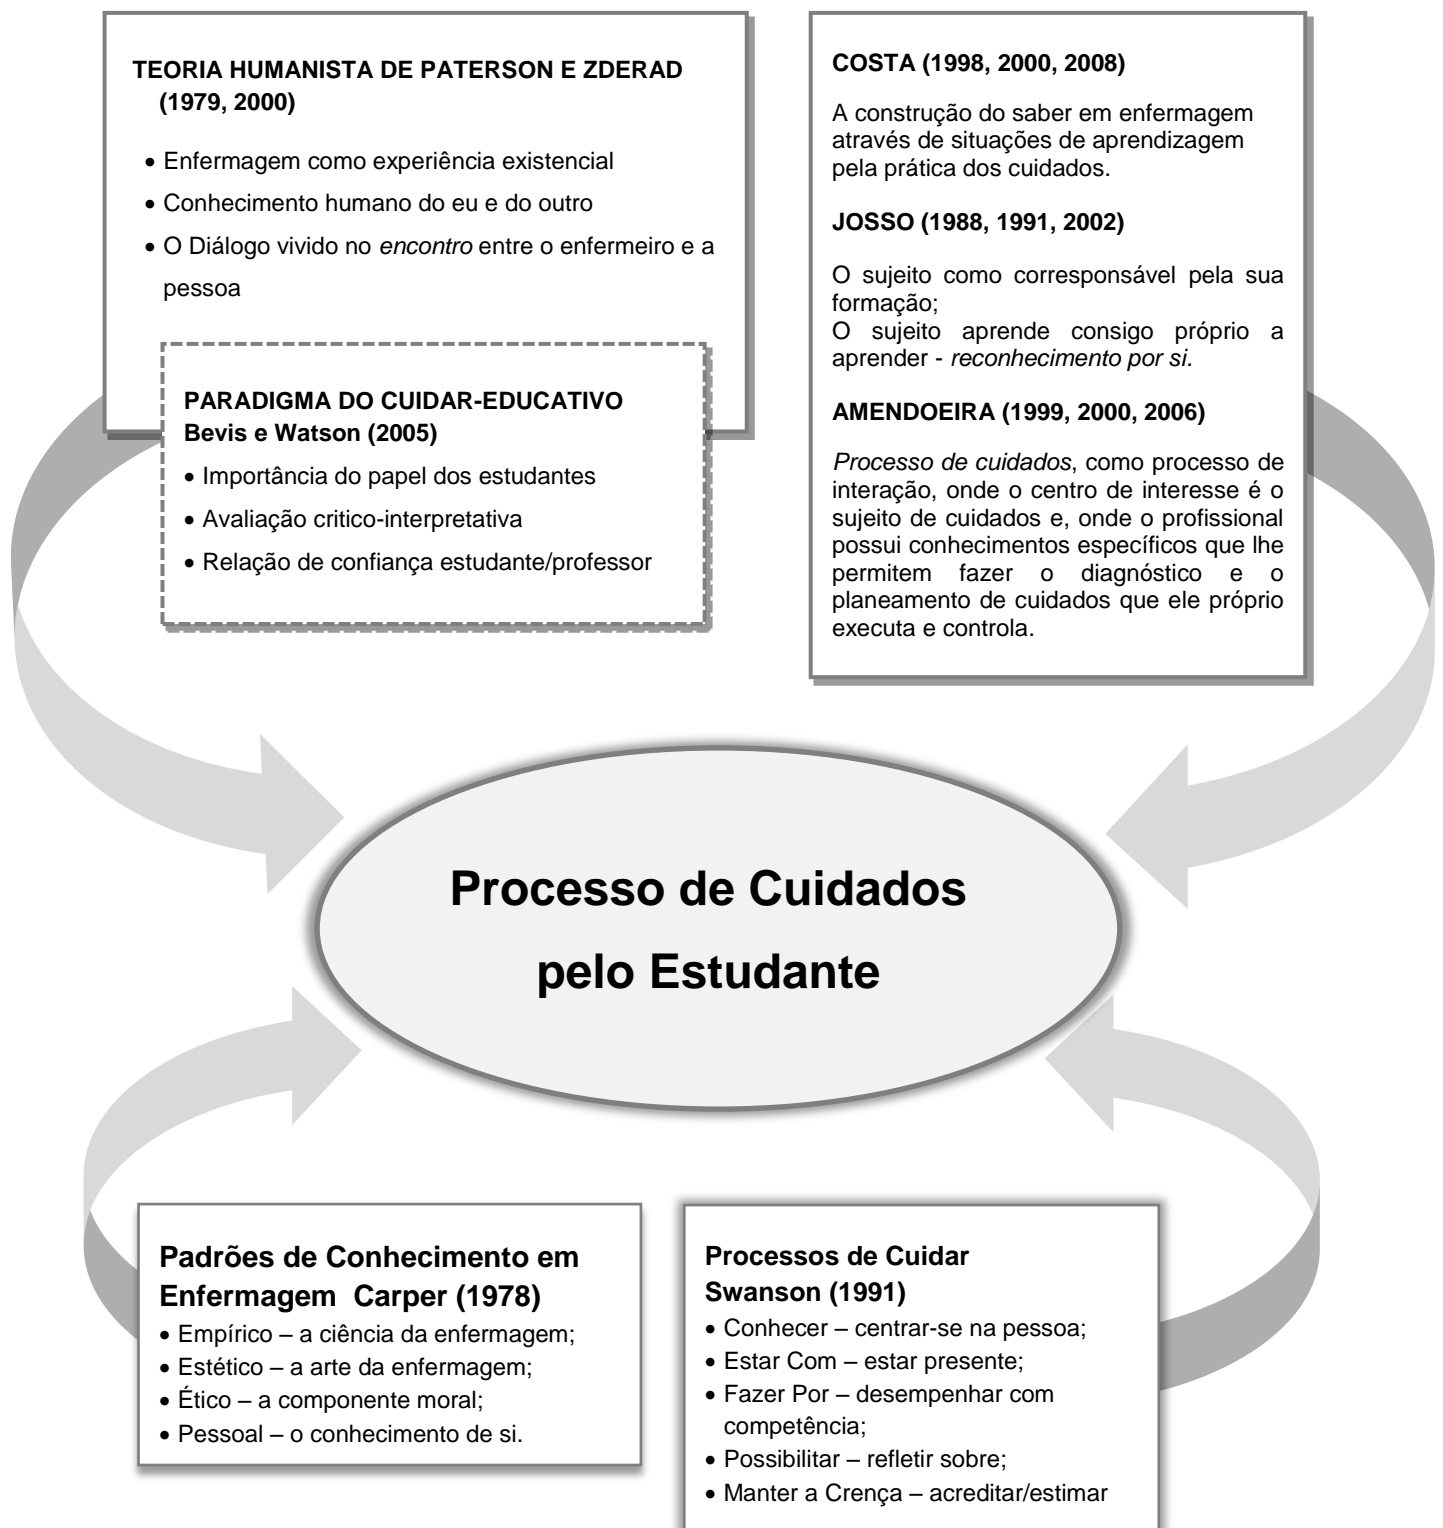 TEORIA HUMANISTA DE PATERSON E ZDERAD
(1979, 2000)
• Enfermagem como experiência existencial
• Conhecimento humano do eu e do outro
• O Diálogo vivido no encontro entre o enfermeiro e a
pessoa
PARADIGMA DO CUIDAR-EDUCATIVO
Bevis e Watson (2005)
• Importância do papel dos estudantes
• Avaliação critico-interpretativa
• Relação de confiança estudante/professor
COSTA (1998, 2000, 2008)
A construção do saber em enfermagem
através de situações de aprendizagem
pela prática dos cuidados.
JOSSO (1988, 1991, 2002)
O sujeito como corresponsável pela sua
formação;
O sujeito aprende consigo próprio a
aprender - reconhecimento por si.
AMENDOEIRA (1999, 2000, 2006)
Processo de cuidados, como processo de
interação, onde o centro de interesse é o
sujeito de cuidados e, onde o profissional
possui conhecimentos específicos que lhe
permitem fazer o diagnóstico e o
planeamento de cuidados que ele próprio
executa e controla.
Processo de Cuidados
pelo Estudante
Padrões de Conhecimento em
Enfermagem Carper (1978)
• Empírico – a ciência da enfermagem;
• Estético – a arte da enfermagem;
• Ético – a componente moral;
• Pessoal – o conhecimento de si.
Processos de Cuidar
Swanson (1991)
• Conhecer – centrar-se na pessoa;
• Estar Com – estar presente;
• Fazer Por – desempenhar com
competência;
• Possibilitar – refletir sobre;
• Manter a Crença – acreditar/estimar